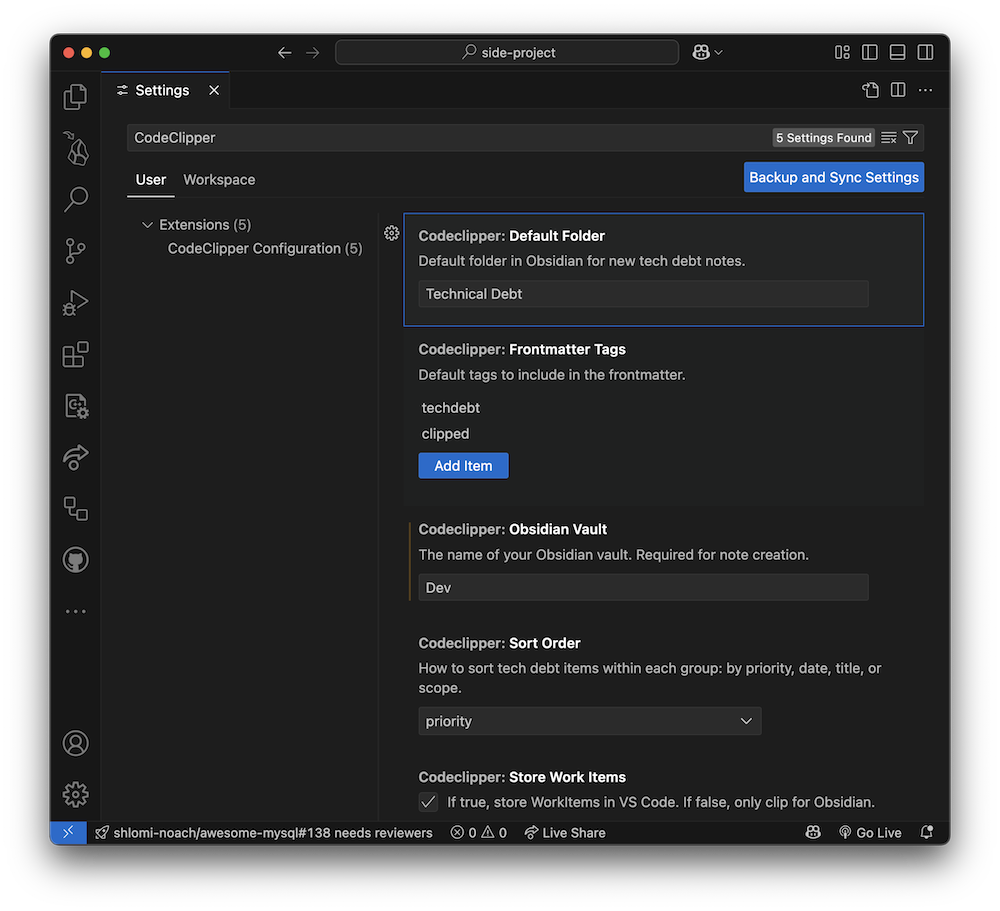 side-project
Settings
CodeClipper
5 Settings Found
User
Workspace
Backup and Sync Settings
Extensions (5)
CodeClipper Configuration (5)
Codeclipper: Default Folder
Default folder in Obsidian for new tech debt notes.
Technical Debt
Codeclipper: Frontmatter Tags
Default tags to include in the frontmatter.
techdebt
clipped
Add Item
Codeclipper: Obsidian Vault
The name of your Obsidian vault. Required for note creation.
Dev
Codeclipper: Sort Order
How to sort tech debt items within each group: by priority, date, title, or
scope.
priority
Codeclipper: Store Work Items
If true, store WorkItems in VS Code. If false, only clip for Obsidian.
shlomi-noach/awesome-mysql#138 needs reviewers
0
0
Live Share
Go Live